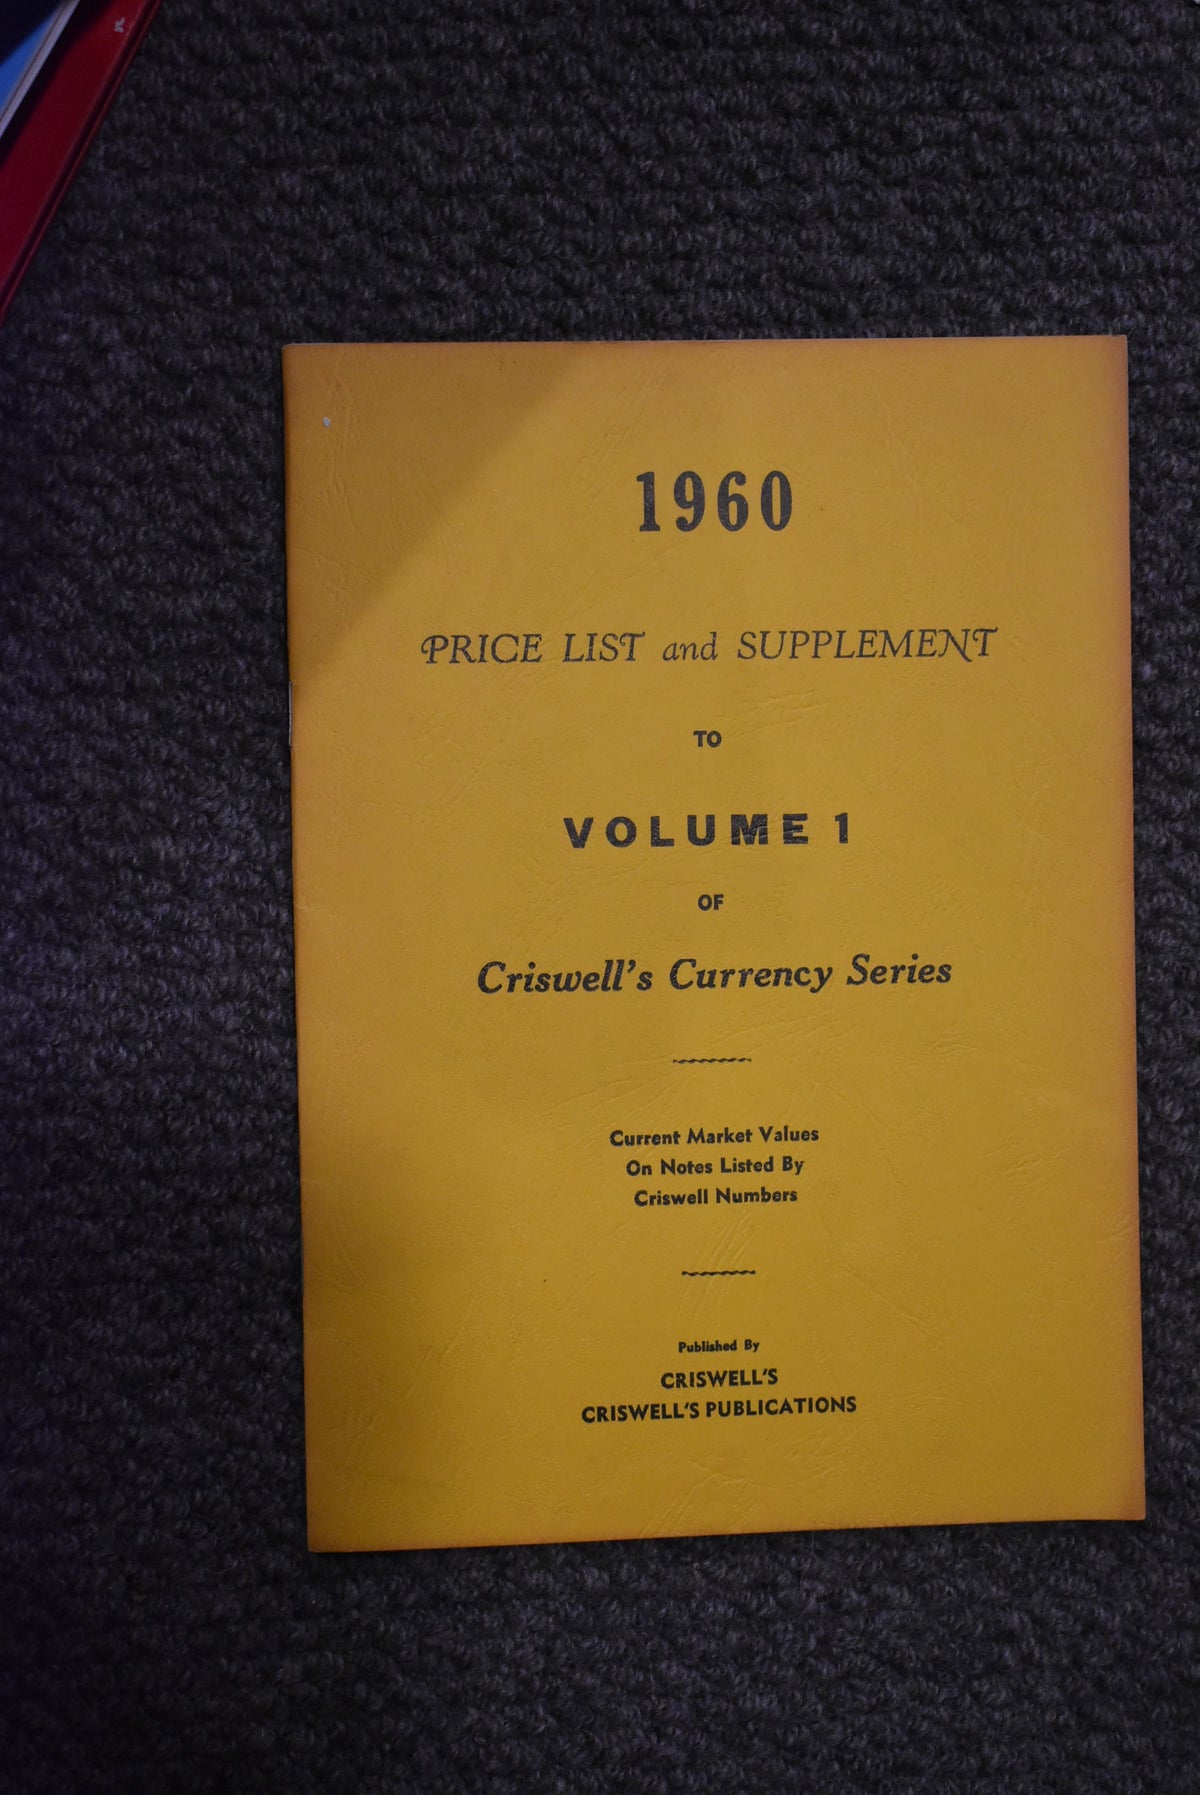 1960
PRICE LIST and SUPPLEMENT
TO
VOLUME 1
OF
Criswell's Currency Series
Current Market Values
On Notes Listed By
Criswell Numbers
Published By
CRISWELL'S
CRISWELL'S PUBLICATIONS